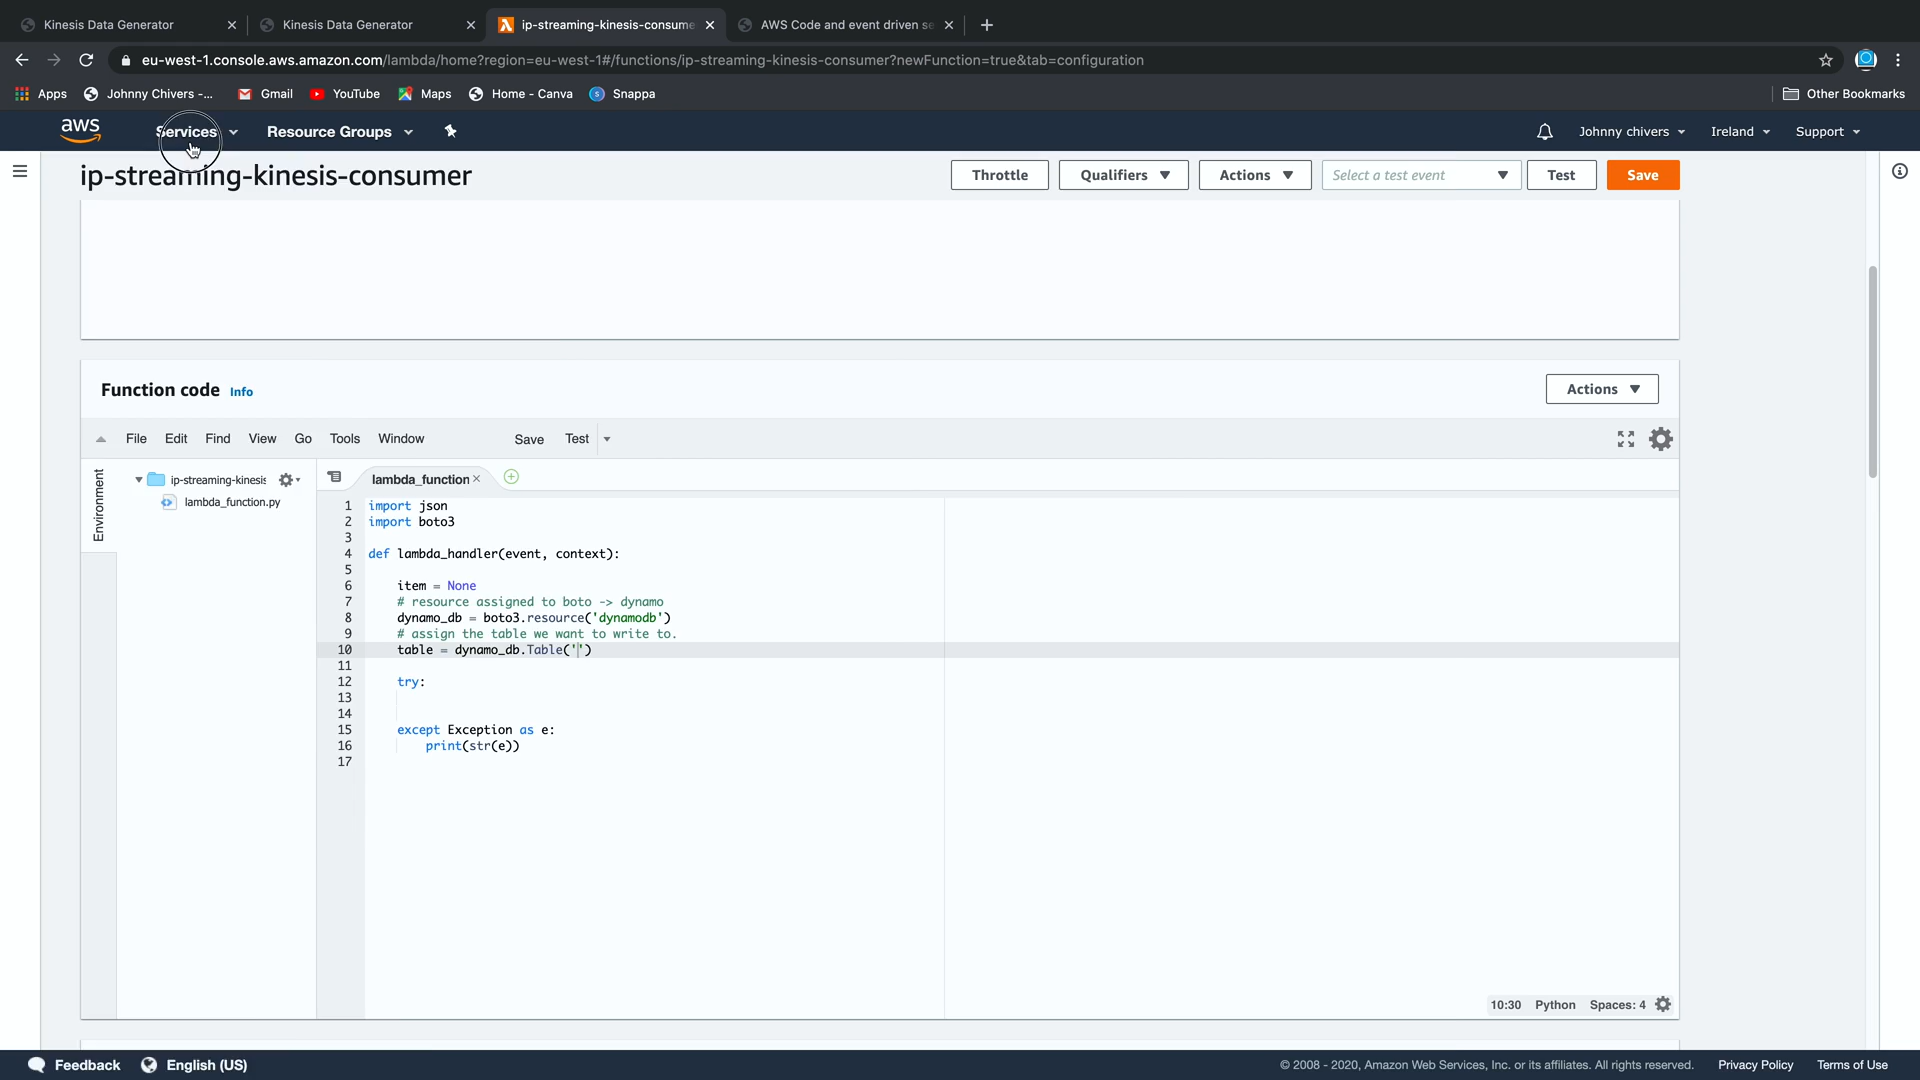 Kinesis Data Generator
Kinesis Data Generator
ip-streaming-kinesis-consume
AWS Code and event driven se
eu-west-1.console.aws.amazon.com/lambda/home?region=eu-west-1#/functions/ip-streaming-kinesis-consumer?newFunction=true&tab=configuration
Apps
Johnny Chivers -...
Gmail
YouTube
Maps
Home - Canva
Snappa
Other Bookmarks
aws
Services
Resource Groups
Johnny chivers
Ireland
Support
ip-streaming-kinesis-consumer
Throttle
Qualifiers
Actions
Select a test event
Test
Save
Function code Info
Actions
File Edit Find View Go Tools Window Save Test
Environment
ip-streaming-kinesis
lambda_function.py
lambda_function
1 import json
2 import boto3
3
4 def lambda_handler(event, context):
5
6 item = None
7 # resource assigned to boto -> dynamo
8 dynamo_db = boto3.resource('dynamodb')
9 # assign the table we want to write to.
10 table = dynamo_db.Table('')
11
12 try:
13
14
15 except Exception as e:
16 print(str(e))
17
10:30 Python Spaces: 4
Feedback
English (US)
© 2008 - 2020, Amazon Web Services, Inc. or its affiliates. All rights reserved.
Privacy Policy
Terms of Use